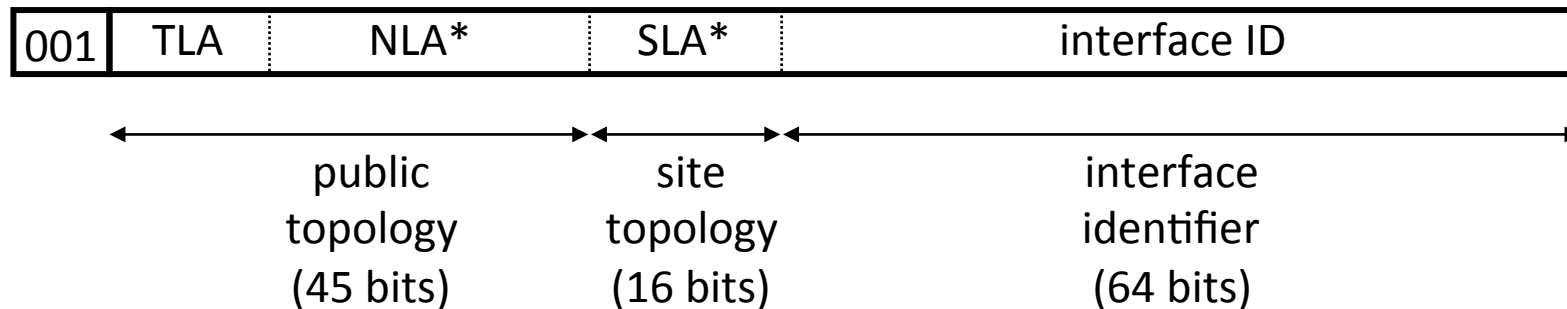 001 TLA NLA* SLA* interface ID
public site interface
topology topology identifier
(45 bits) (16 bits) (64 bits)